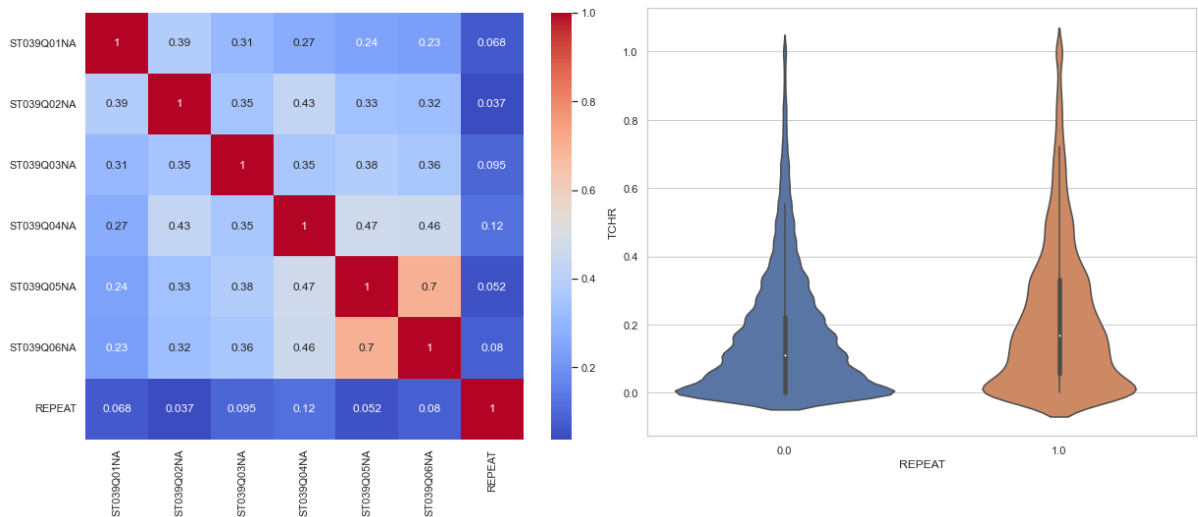 ST039Q01NA 1 0.39 0.31 0.27 0.24 0.23 0.068
ST039Q02NA 0.39 1 0.35 0.43 0.33 0.32 0.037
ST039Q03NA 0.31 0.35 1 0.35 0.38 0.36 0.095
ST039Q04NA 0.27 0.43 0.35 1 0.47 0.46 0.12
ST039Q05NA 0.24 0.33 0.38 0.47 1 0.7 0.052
ST039Q06NA 0.23 0.32 0.36 0.46 0.7 1 0.08
REPEAT 0.068 0.037 0.095 0.12 0.052 0.08 1
ST039Q01NA
ST039Q02NA
ST039Q03NA
ST039Q04NA
ST039Q05NA
ST039Q06NA
REPEAT
1.0
0.8
0.6
0.4
0.2
TCHR
1.0
0.8
0.6
0.4
0.2
0.0
0.0 1.0
REPEAT